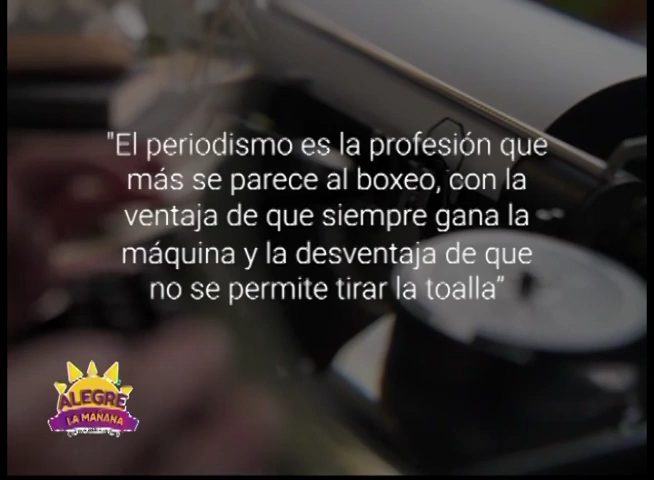 "El periodismo es la profesión que
más se parece al boxeo, con la
ventaja de que siempre gana la
máquina y la desventaja de que
no se permite tirar la toalla"
ALEGRE
LA MAÑANA